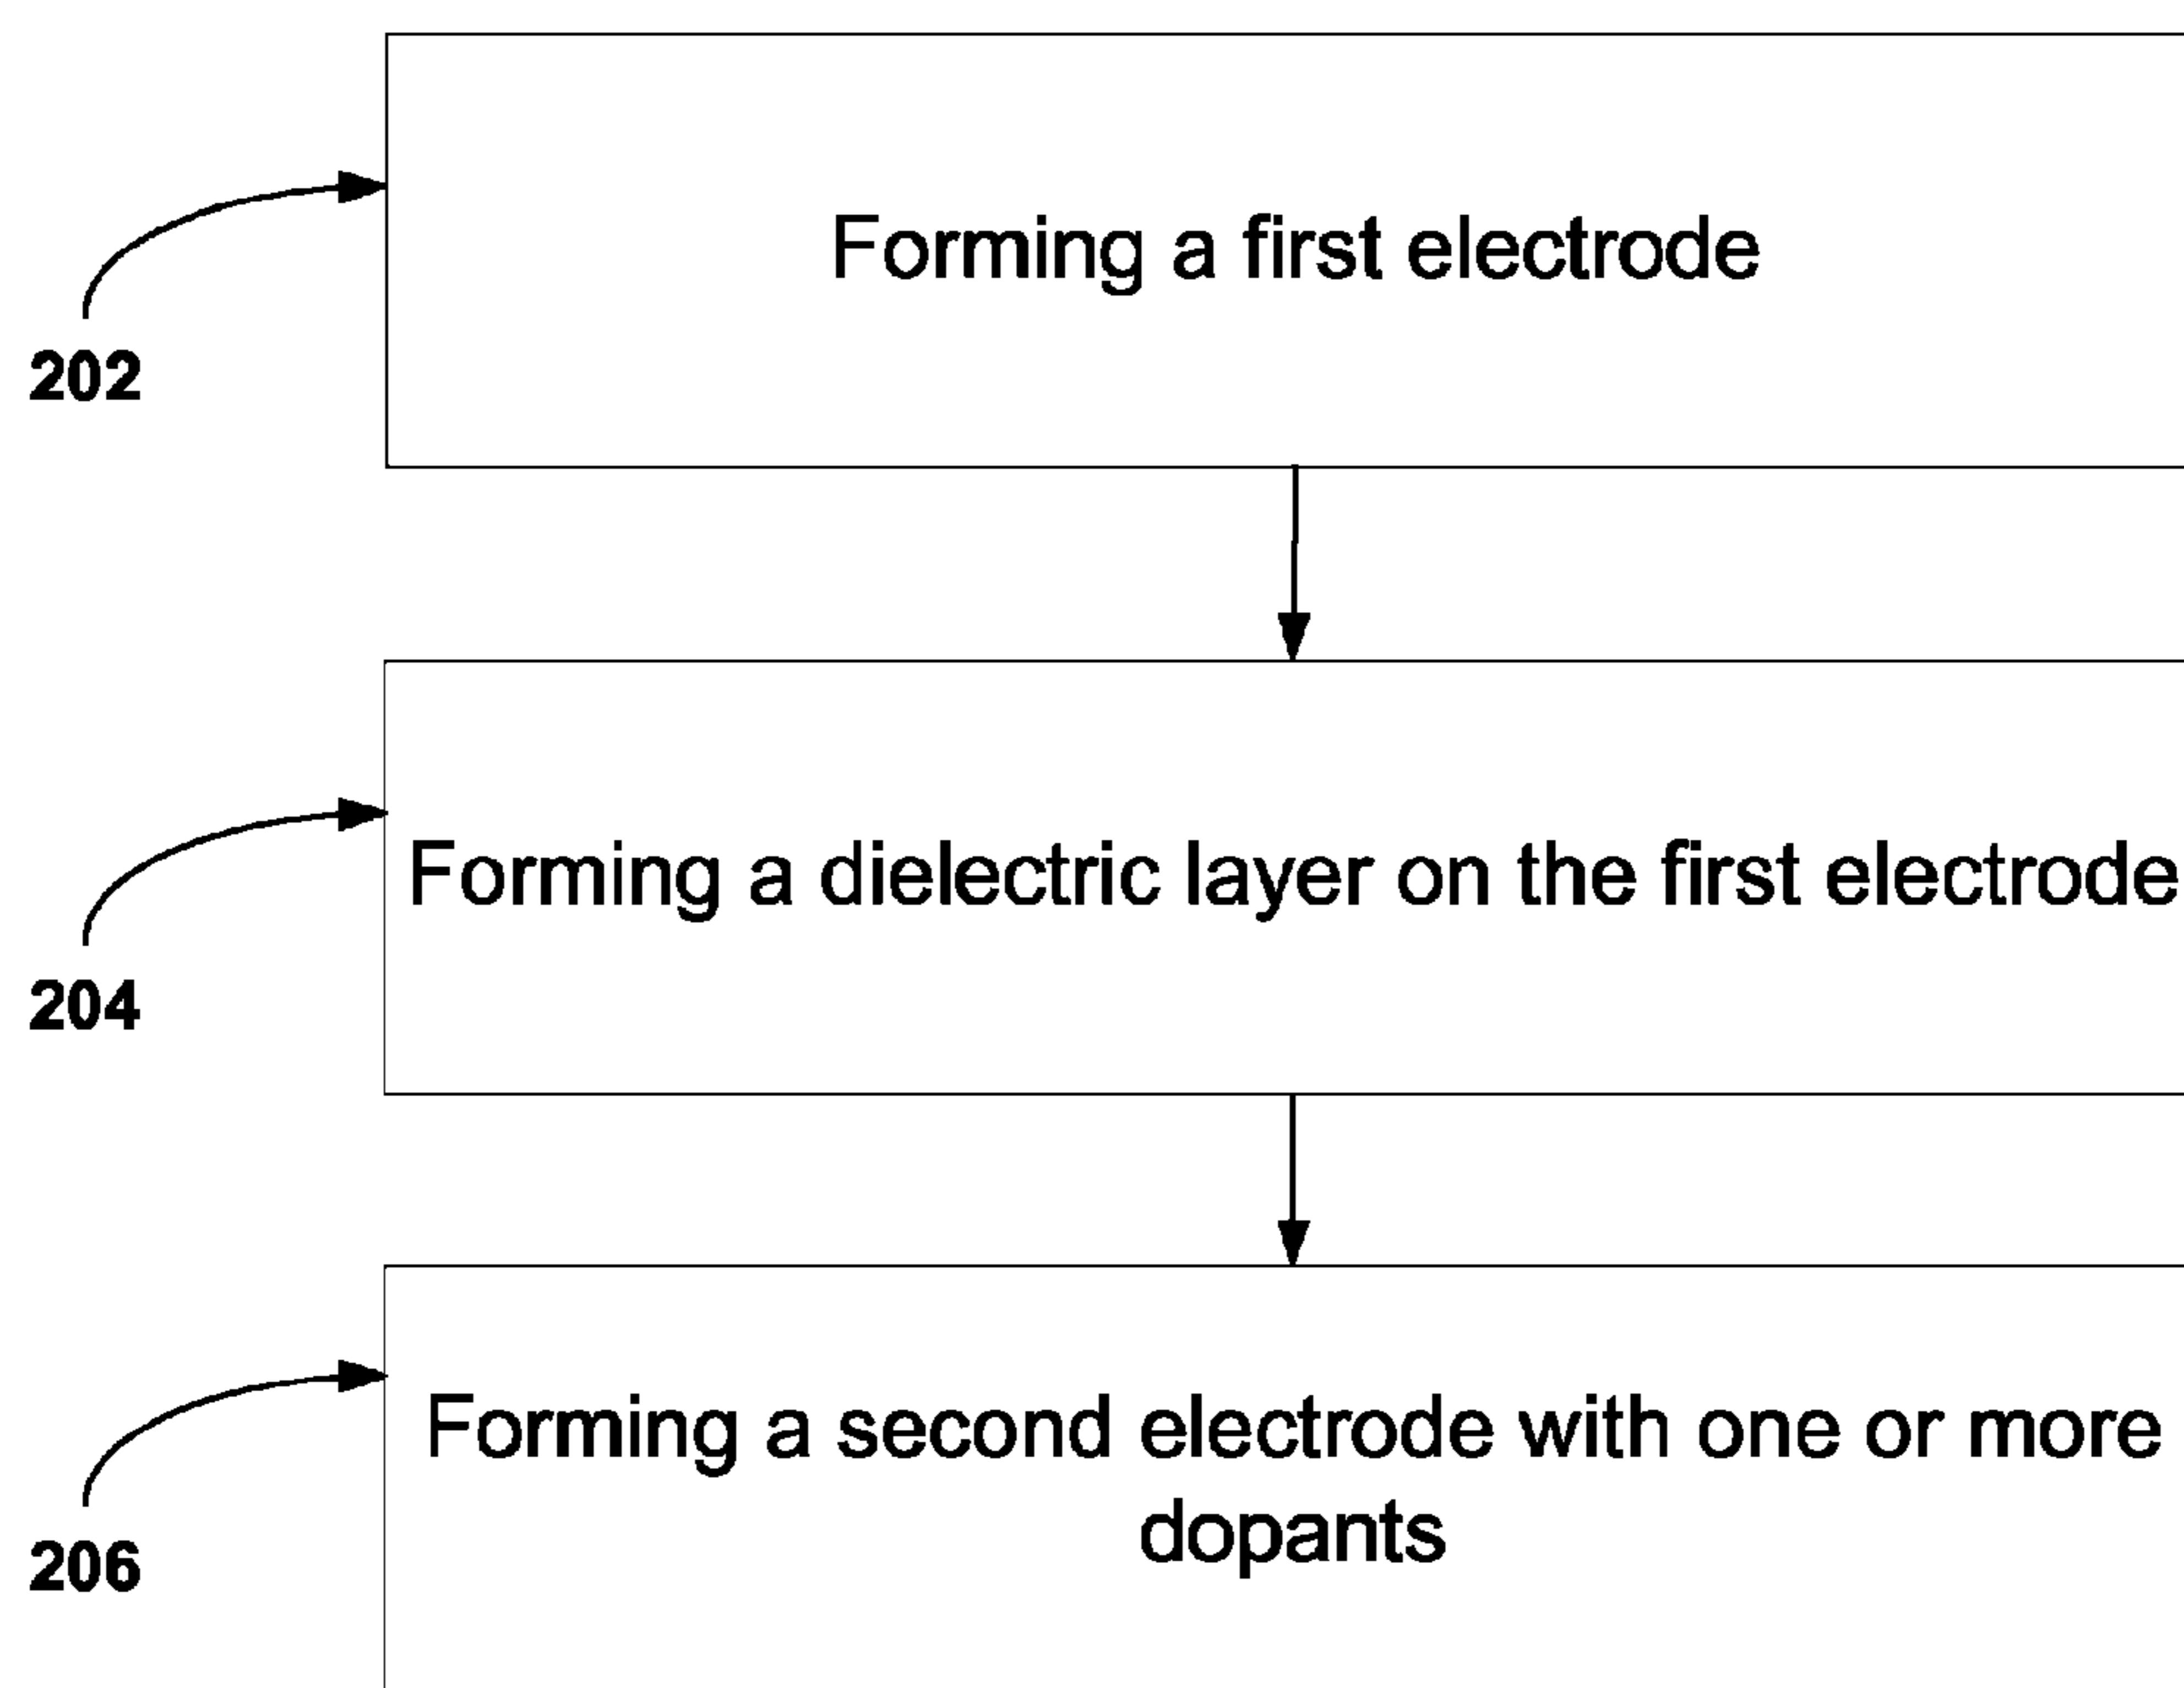 Forming a first electrode
202
Forming a dielectric layer on the first electrode
204
Forming a second electrode with one or more
dopants
206